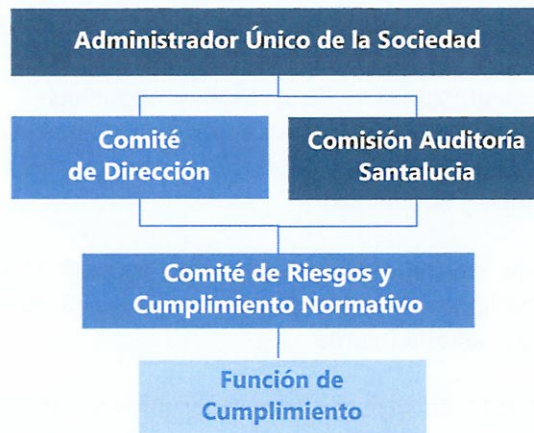 Administrador Único de la Sociedad
Comité
de Dirección
Comisión Auditoría
Santalucia
Comité de Riesgos y
Cumplimiento Normativo
Función de
Cumplimiento